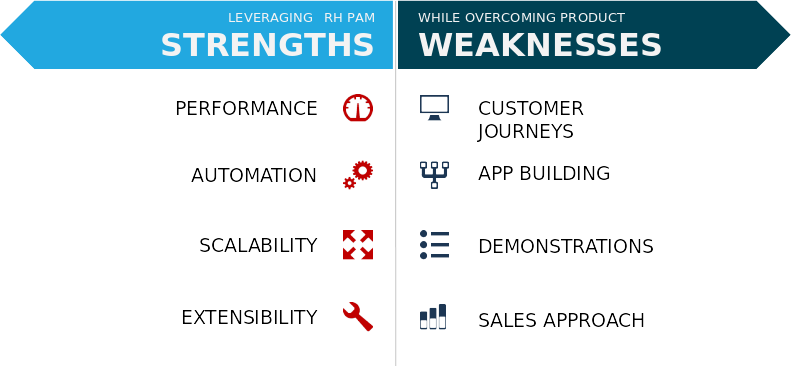 LEVERAGING RH PAM
STRENGTHS
PERFORMANCE
AUTOMATION
SCALABILITY
EXTENSIBILITY
WHILE OVERCOMING PRODUCT
WEAKNESSES
CUSTOMER
JOURNEYS
APP BUILDING
DEMONSTRATIONS
SALES APPROACH